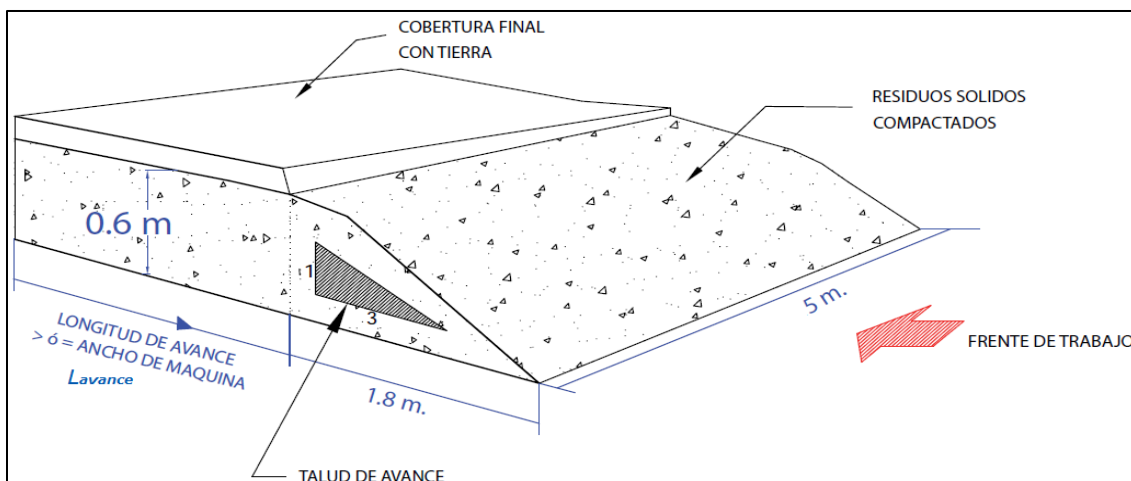 COBERTURA FINAL
CON TIERRA
RESIDUOS SOLIDOS
COMPACTADOS
0.6 m
1
3
5 m.
LONGITUD DE AVANCE
> ó = ANCHO DE MAQUINA
Lavance
1.8 m.
FRENTE DE TRABAJO
TALUD DE AVANCE